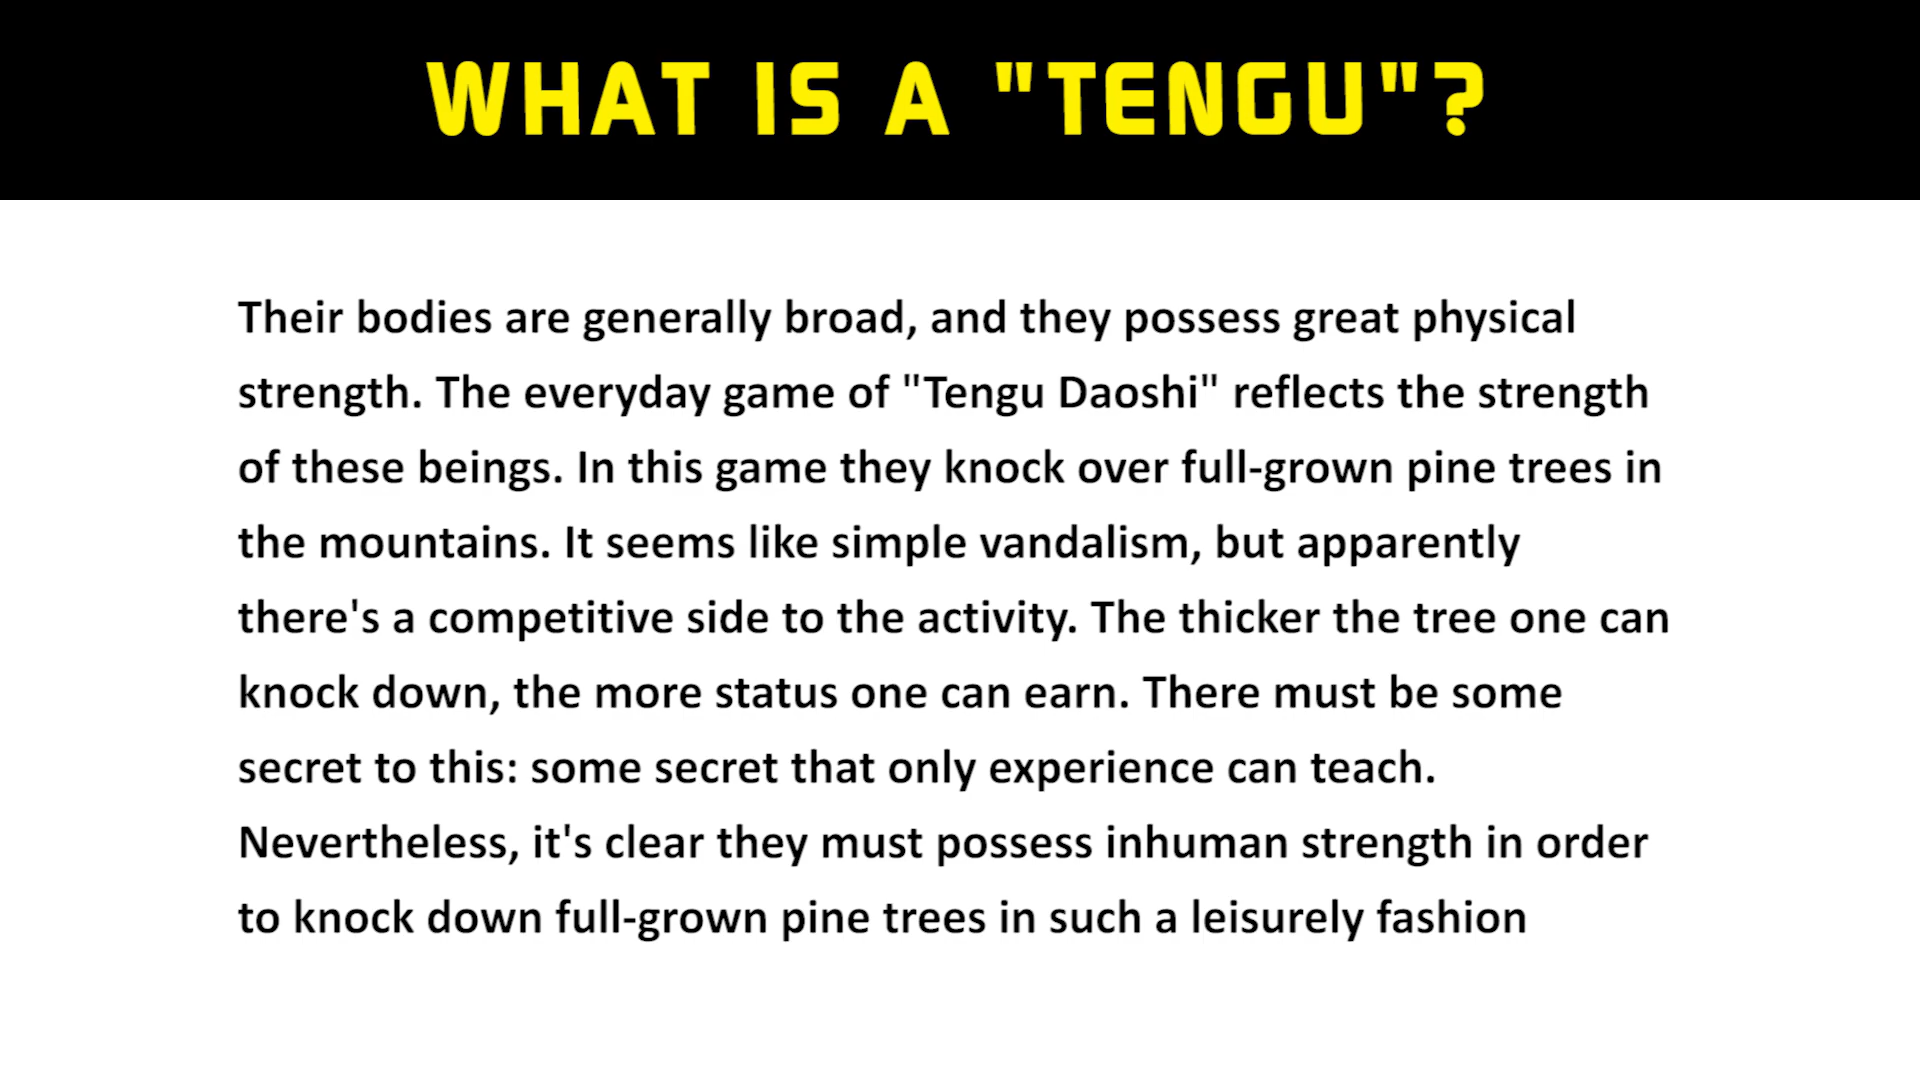 WHAT IS A "TENGU"?
Their bodies are generally broad, and they possess great physical
strength. The everyday game of "Tengu Daoshi" reflects the strength
of these beings. In this game they knock over full-grown pine trees in
the mountains. It seems like simple vandalism, but apparently
there's a competitive side to the activity. The thicker the tree one can
knock down, the more status one can earn. There must be some
secret to this: some secret that only experience can teach.
Nevertheless, it's clear they must possess inhuman strength in order
to knock down full-grown pine trees in such a leisurely fashion